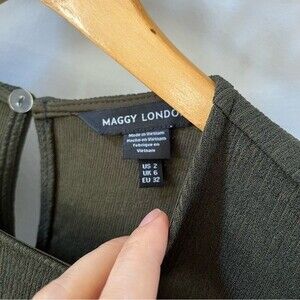 MAGGY LONDO
Made in Vietnam
Hecho en Vietnam
Fabriqué en
Vietnam
US 2
UK 6
EU 32